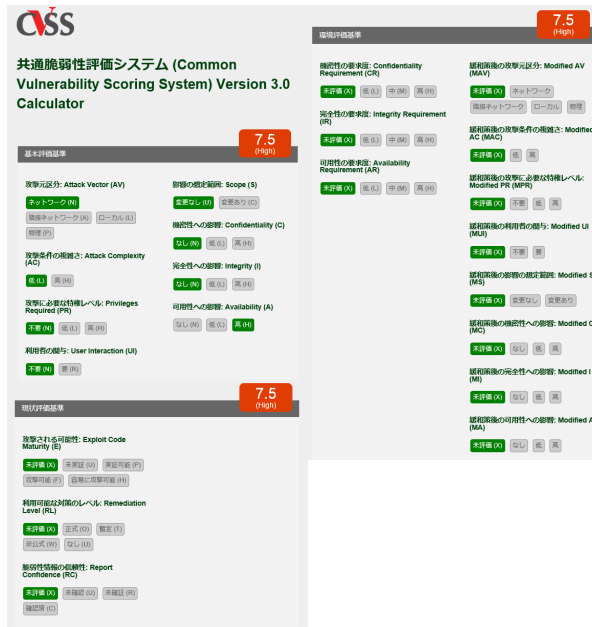 CVSS
共通脆弱性評価システム (Common
Vulnerability Scoring System) Version 3.0
Calculator
7.5
(High)
基本評価基準
攻撃元区分: Attack Vector (AV)
ネットワーク (N)
隣接ネットワーク (A) ローカル (L)
物理 (P)
攻撃条件の複雑さ: Attack Complexity
(AC)
低 (L) 高 (H)
攻撃に必要な特権レベル: Privileges
Required (PR)
不要 (N) 低 (L) 高 (H)
利用者の関与: User Interaction (UI)
不要 (N) 要 (R)
影響の想定範囲: Scope (S)
変更なし (U) 変更あり (C)
機密性への影響: Confidentiality (C)
なし (N) 低 (L) 高 (H)
完全性への影響: Integrity (I)
なし (N) 低 (L) 高 (H)
可用性への影響: Availability (A)
なし (N) 低 (L) 高 (H)
7.5
(High)
現状評価基準
攻撃される可能性: Exploit Code
Maturity (E)
未評価 (X) 未実証 (U) 実証可能 (P)
攻撃可能 (F) 容易に攻撃可能 (H)
利用可能な対策のレベル: Remediation
Level (RL)
未評価 (X) 正式 (O) 暫定 (T)
非公式 (W) なし (U)
脆弱性情報の信頼性: Report
Confidence (RC)
未評価 (X) 未確認 (U) 未確証 (R)
確認済 (C)
7.5
(High)
環境評価基準
機密性の要求度: Confidentiality
Requirement (CR)
未評価 (X) 低 (L) 中 (M) 高 (H)
完全性の要求度: Integrity Requirement
(IR)
未評価 (X) 低 (L) 中 (M) 高 (H)
可用性の要求度: Availability
Requirement (AR)
未評価 (X) 低 (L) 中 (M) 高 (H)
緩和策後の攻撃元区分: Modified AV
(MAV)
未評価 (X) ネットワーク
隣接ネットワーク ローカル 物理
緩和策後の攻撃条件の複雑さ: Modified
AC (MAC)
未評価 (X) 低 高
緩和策後の攻撃に必要な特権レベル:
Modified PR (MPR)
未評価 (X) 不要 低 高
緩和策後の利用者の関与: Modified UI
(MUI)
未評価 (X) 不要 要
緩和策後の影響の想定範囲: Modified S
(MS)
未評価 (X) 変更なし 変更あり
緩和策後の機密性への影響: Modified C
(MC)
未評価 (X) なし 低 高
緩和策後の完全性への影響: Modified I
(MI)
未評価 (X) なし 低 高
緩和策後の可用性への影響: Modified A
(MA)
未評価 (X) なし 低 高